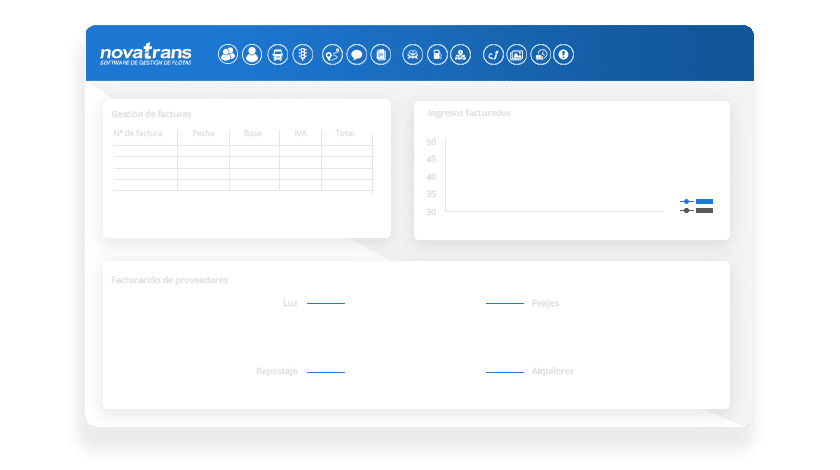 novatrans
SOFTWARE DE GESTIÓN DE FLOTAS
Gestión de facturas
Nº de factura Fecha Base IVA Total
Ingresos facturados
50
45
40
35
30
Facturación de proveedores
Luz Peajes
Repostaje Alquileres